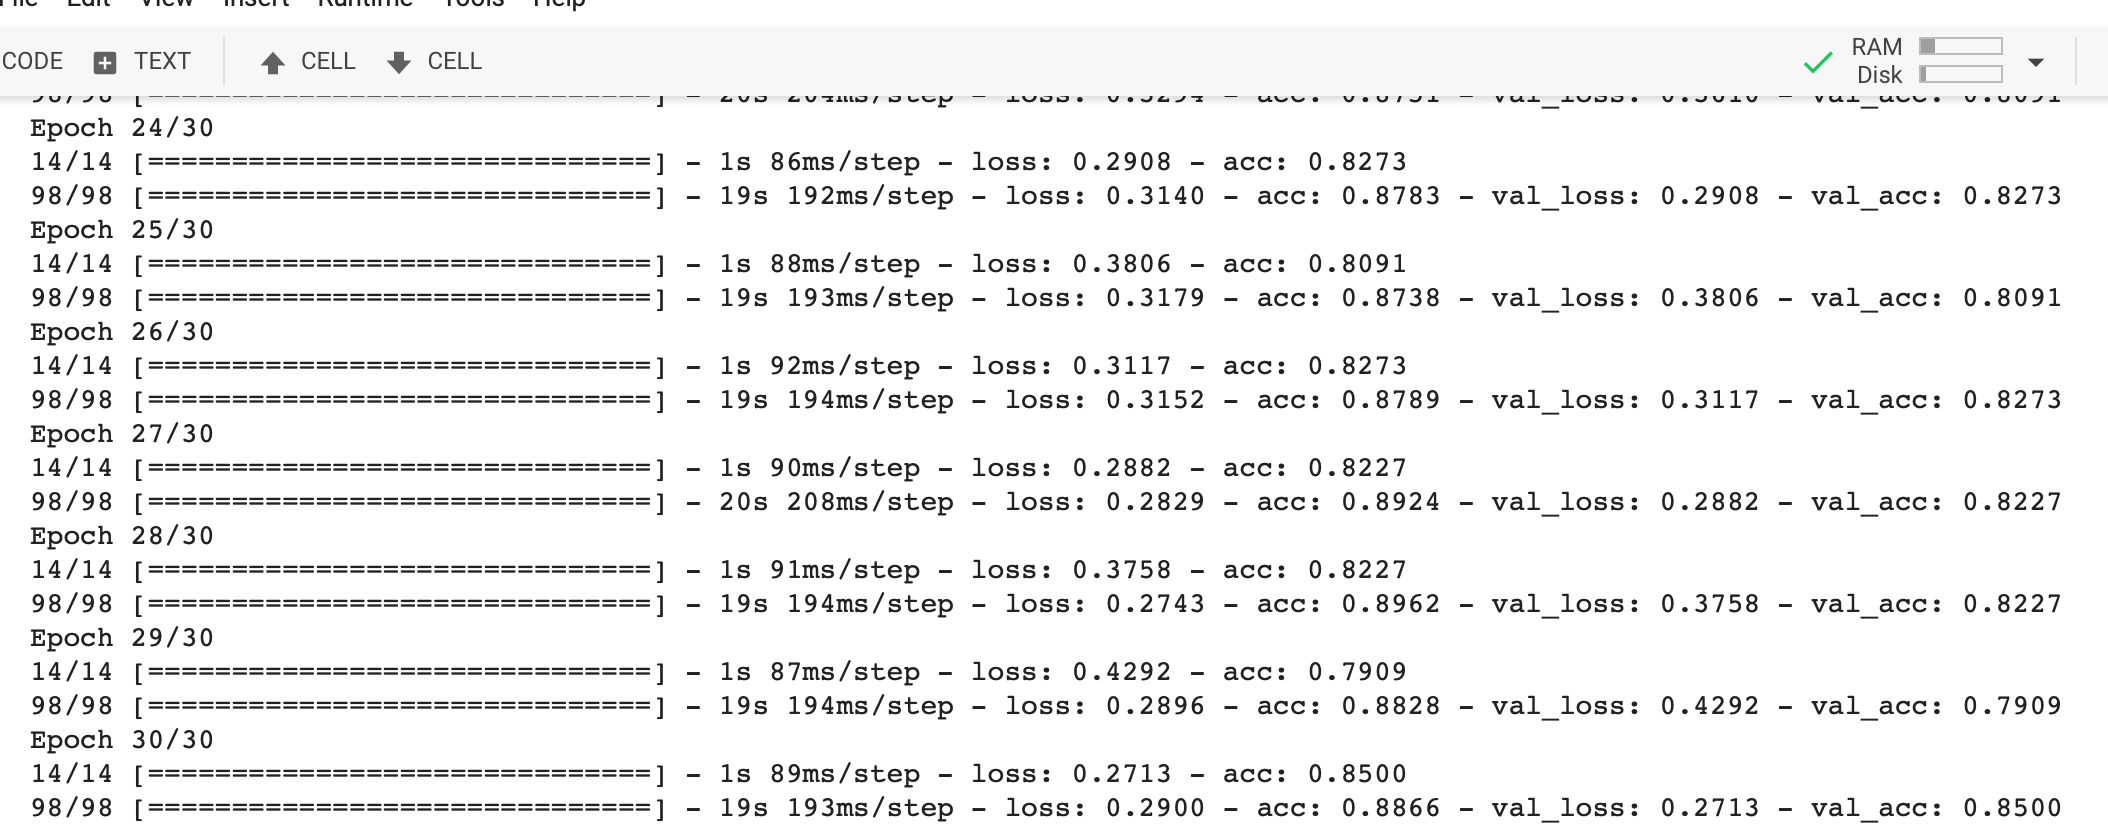 File Edit View Insert Runtime Tools Help
CODE TEXT CELL CELL RAM
Disk
98/98 [==============================] - 20s 204ms/step - loss: 0.3294 - acc: 0.8751 - val_loss: 0.3610 - val_acc: 0.8091
Epoch 24/30
14/14 [==============================] - 1s 86ms/step - loss: 0.2908 - acc: 0.8273
98/98 [==============================] - 19s 192ms/step - loss: 0.3140 - acc: 0.8783 - val_loss: 0.2908 - val_acc: 0.8273
Epoch 25/30
14/14 [==============================] - 1s 88ms/step - loss: 0.3806 - acc: 0.8091
98/98 [==============================] - 19s 193ms/step - loss: 0.3179 - acc: 0.8738 - val_loss: 0.3806 - val_acc: 0.8091
Epoch 26/30
14/14 [==============================] - 1s 92ms/step - loss: 0.3117 - acc: 0.8273
98/98 [==============================] - 19s 194ms/step - loss: 0.3152 - acc: 0.8789 - val_loss: 0.3117 - val_acc: 0.8273
Epoch 27/30
14/14 [==============================] - 1s 90ms/step - loss: 0.2882 - acc: 0.8227
98/98 [==============================] - 20s 208ms/step - loss: 0.2829 - acc: 0.8924 - val_loss: 0.2882 - val_acc: 0.8227
Epoch 28/30
14/14 [==============================] - 1s 91ms/step - loss: 0.3758 - acc: 0.8227
98/98 [==============================] - 19s 194ms/step - loss: 0.2743 - acc: 0.8962 - val_loss: 0.3758 - val_acc: 0.8227
Epoch 29/30
14/14 [==============================] - 1s 87ms/step - loss: 0.4292 - acc: 0.7909
98/98 [==============================] - 19s 194ms/step - loss: 0.2896 - acc: 0.8828 - val_loss: 0.4292 - val_acc: 0.7909
Epoch 30/30
14/14 [==============================] - 1s 89ms/step - loss: 0.2713 - acc: 0.8500
98/98 [==============================] - 19s 193ms/step - loss: 0.2900 - acc: 0.8866 - val_loss: 0.2713 - val_acc: 0.8500